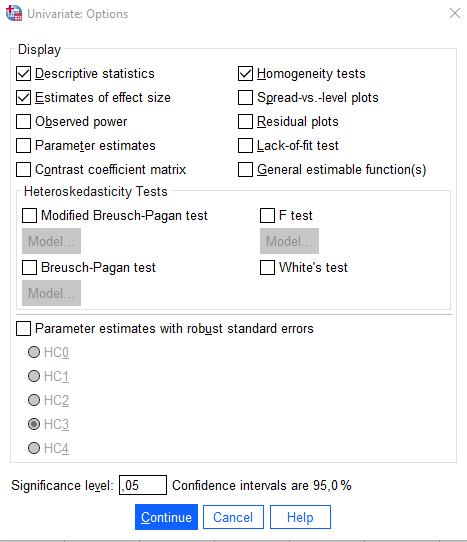 Univariate: Options
Display
Descriptive statistics
Homogeneity tests
Estimates of effect size
Spread-vs.-level plots
Observed power
Residual plots
Parameter estimates
Lack-of-fit test
Contrast coefficient matrix
General estimable function(s)
Heteroskedasticity Tests
Modified Breusch-Pagan test
F test
Model...
Model...
Breusch-Pagan test
White's test
Model...
Parameter estimates with robust standard errors
HC0
HC1
HC2
HC3
HC4
Significance level: ,05 Confidence intervals are 95,0 %
Continue
Cancel
Help